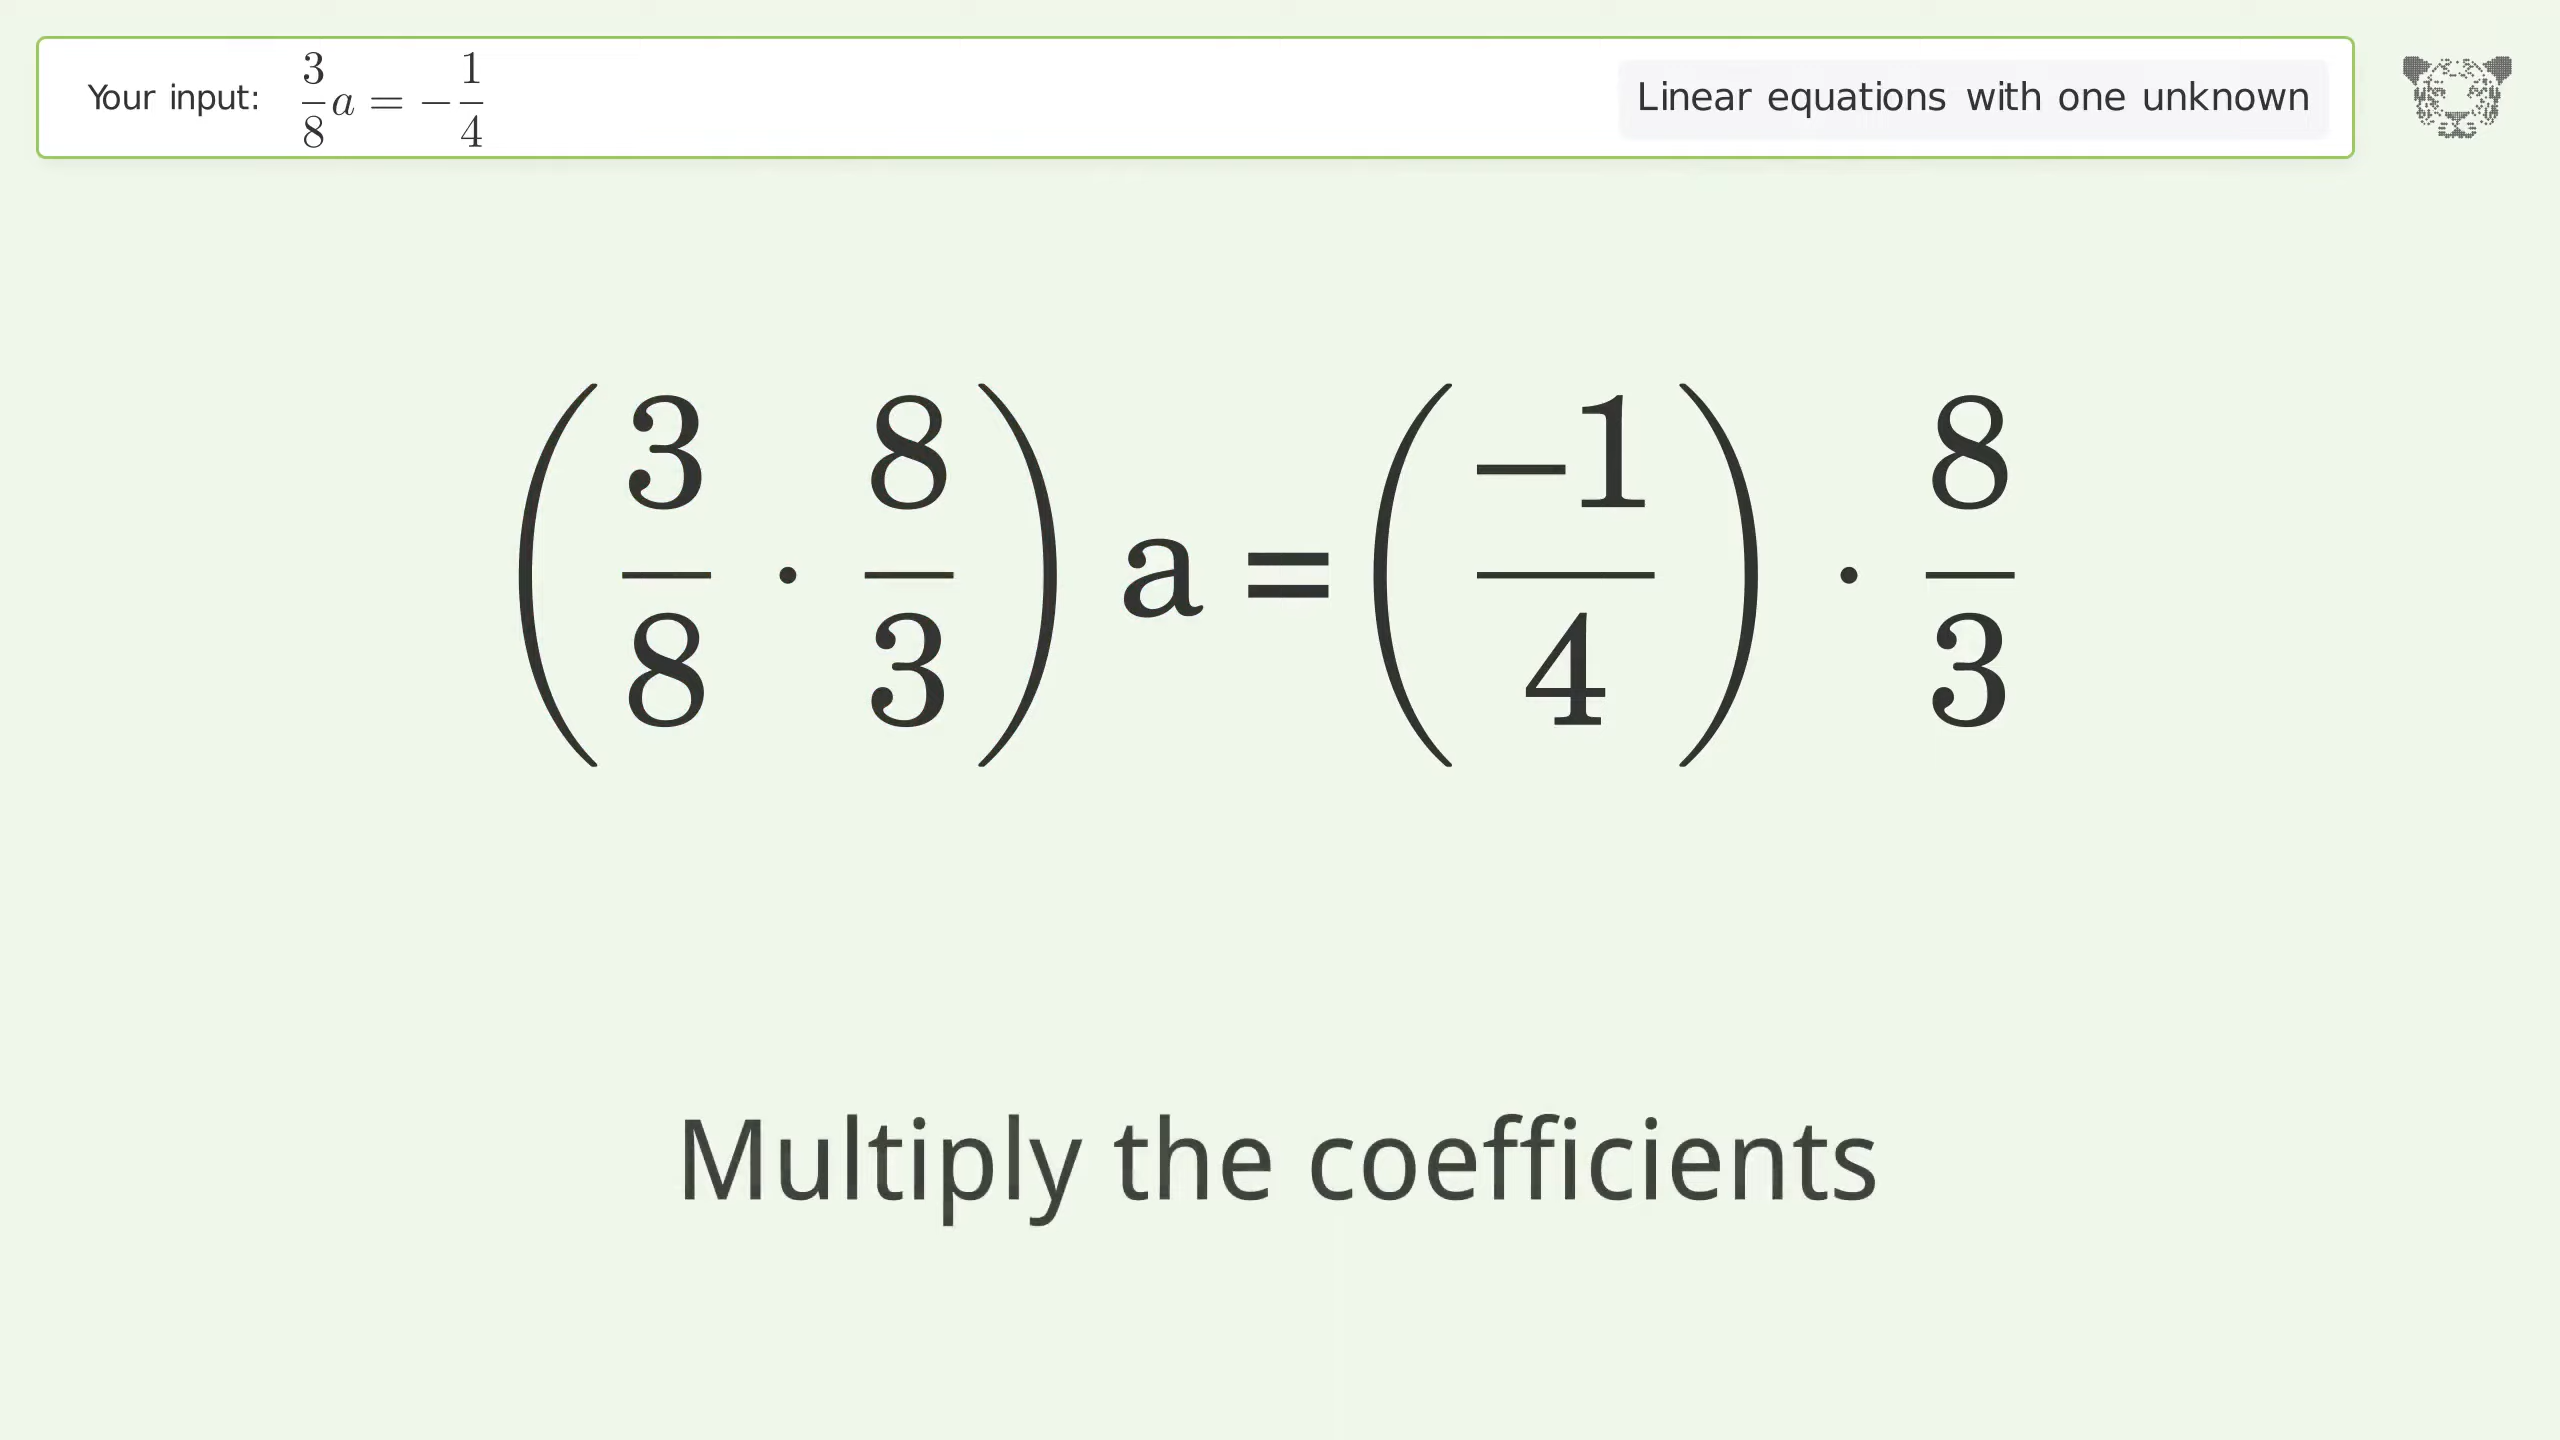 Your input: 3/8 a = −1/4
Linear equations with one unknown
(3/8 · 8/3) a = (−1/4) · 8/3
Multiply the coefficients